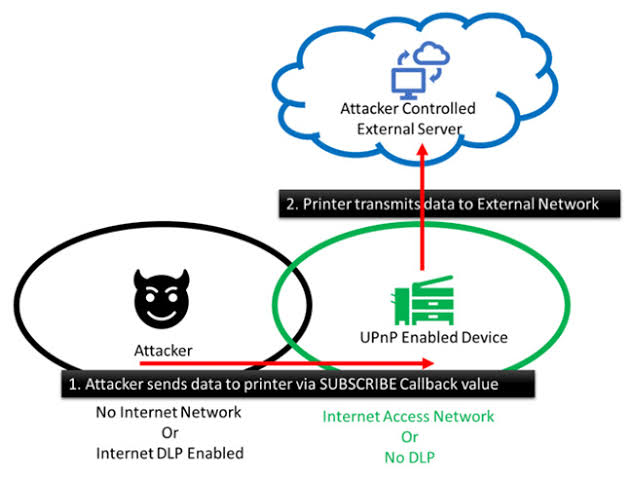 Attacker Controlled
External Server
2. Printer transmits data to External Network
UPnP Enabled Device
Attacker
1. Attacker sends data to printer via SUBSCRIBE Callback value
No Internet Network
Or
Internet DLP Enabled
Internet Access Network
Or
No DLP